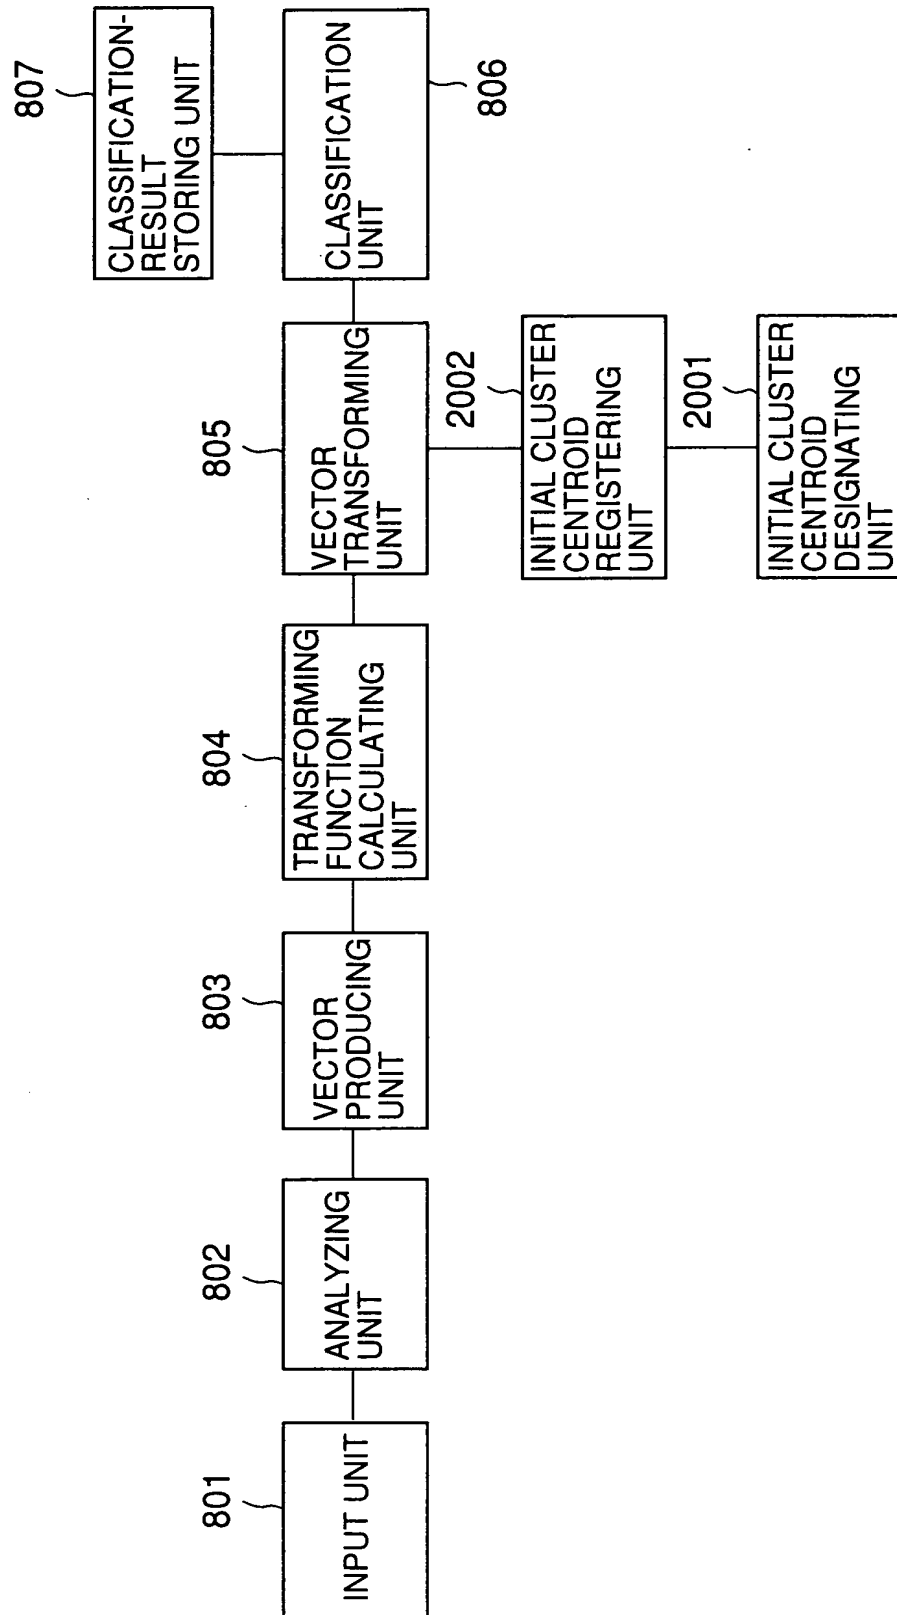 801
INPUT UNIT
802
ANALYZING
UNIT
803
VECTOR
PRODUCING
UNIT
804
TRANSFORMING
FUNCTION
CALCULATING
UNIT
805
VECTOR
TRANSFORMING
UNIT
807
CLASSIFICATION-
RESULT
STORING UNIT
CLASSIFICATION
UNIT
806
2002
INITIAL CLUSTER
CENTROID
REGISTERING
UNIT
2001
INITIAL CLUSTER
CENTROID
DESIGNATING
UNIT